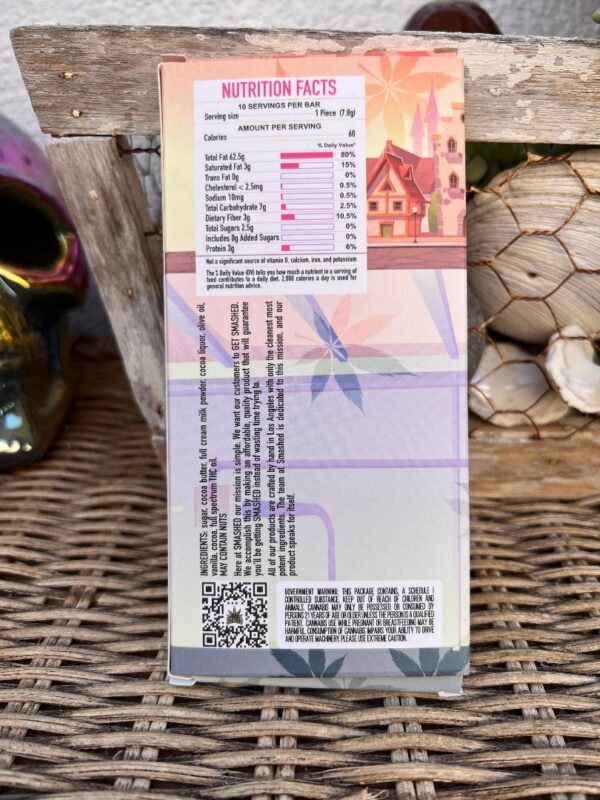 NUTRITION FACTS
10 SERVINGS PER BAR
Serving size 1 Piece (7.8g)
AMOUNT PER SERVING
Calories 60
% Daily Value*
Total Fat 62.5g 80%
Saturated Fat 3g 15%
Trans Fat 0g 0%
Cholesterol < 2.5mg 0.5%
Sodium 10mg 0.5%
Total Carbohydrate 7g 2.5%
Dietary Fiber 3g 10.5%
Total Sugars 2.5g 0%
Includes 0g Added Sugars 0%
Protein 3g 6%
Not a significant source of vitamin D, calcium, iron, and potassium
The % Daily Value (DV) tells you how much a nutrient in a serving of
food contributes to a daily diet. 2,000 calories a day is used for
general nutrition advice.
INGREDIENTS: sugar, cocoa butter, full cream milk powder, cocoa liquor, olive oil,
vanilla, cocoa, full spectrum THC oil.
MAY CONTAIN NUTS
Here at SMASHED our mission is simple. We want our customers to GET SMASHED.
We accomplish this by making an affordable, quality product that will guarantee
you'll be getting SMASHED instead of wasting time trying to.
All of our products are crafted by hand in Los Angeles with only the cleanest most
potent ingredients. The team at Smashed is dedicated to this mission, and our
product speaks for itself.
GOVERNMENT WARNING: THIS PACKAGE CONTAINS, A SCHEDULE I
CONTROLLED SUBSTANCE. KEEP OUT OF REACH OF CHILDREN AND
ANIMALS. CANNABIS MAY ONLY BE POSSESSED OR CONSUMED BY
PERSONS 21 YEARS OF AGE OR OLDER UNLESS THE PERSON IS A QUALIFIED
PATIENT. CANNABIS USE WHILE PREGNANT OR BREASTFEEDING MAY BE
HARMFUL. CONSUMPTION OF CANNABIS IMPAIRS YOUR ABILITY TO DRIVE
AND OPERATE MACHINERY. PLEASE USE EXTREME CAUTION.